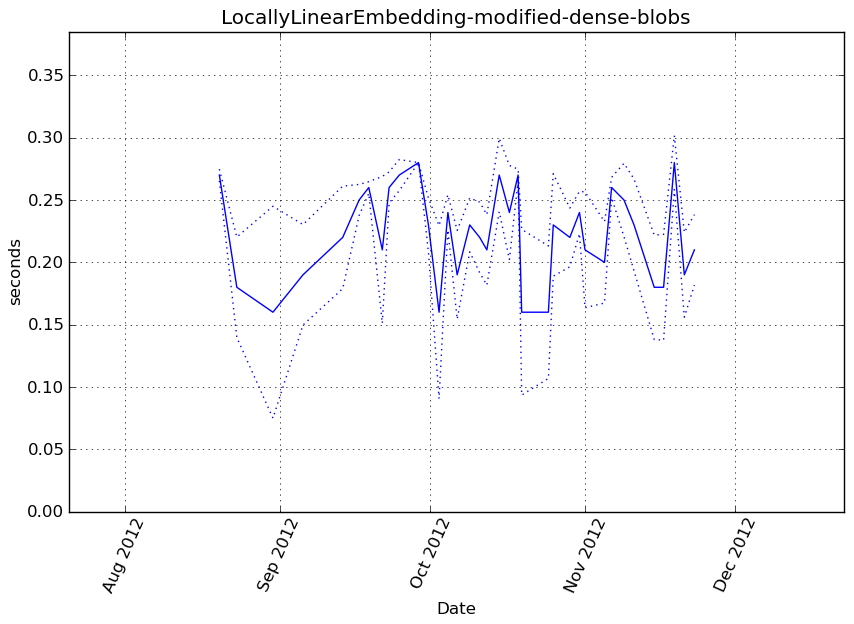 LocallyLinearEmbedding-modified-dense-blobs
0.35
0.30
0.25
0.20
0.15
0.10
0.05
0.00
seconds
Aug 2012
Sep 2012
Oct 2012
Nov 2012
Dec 2012
Date